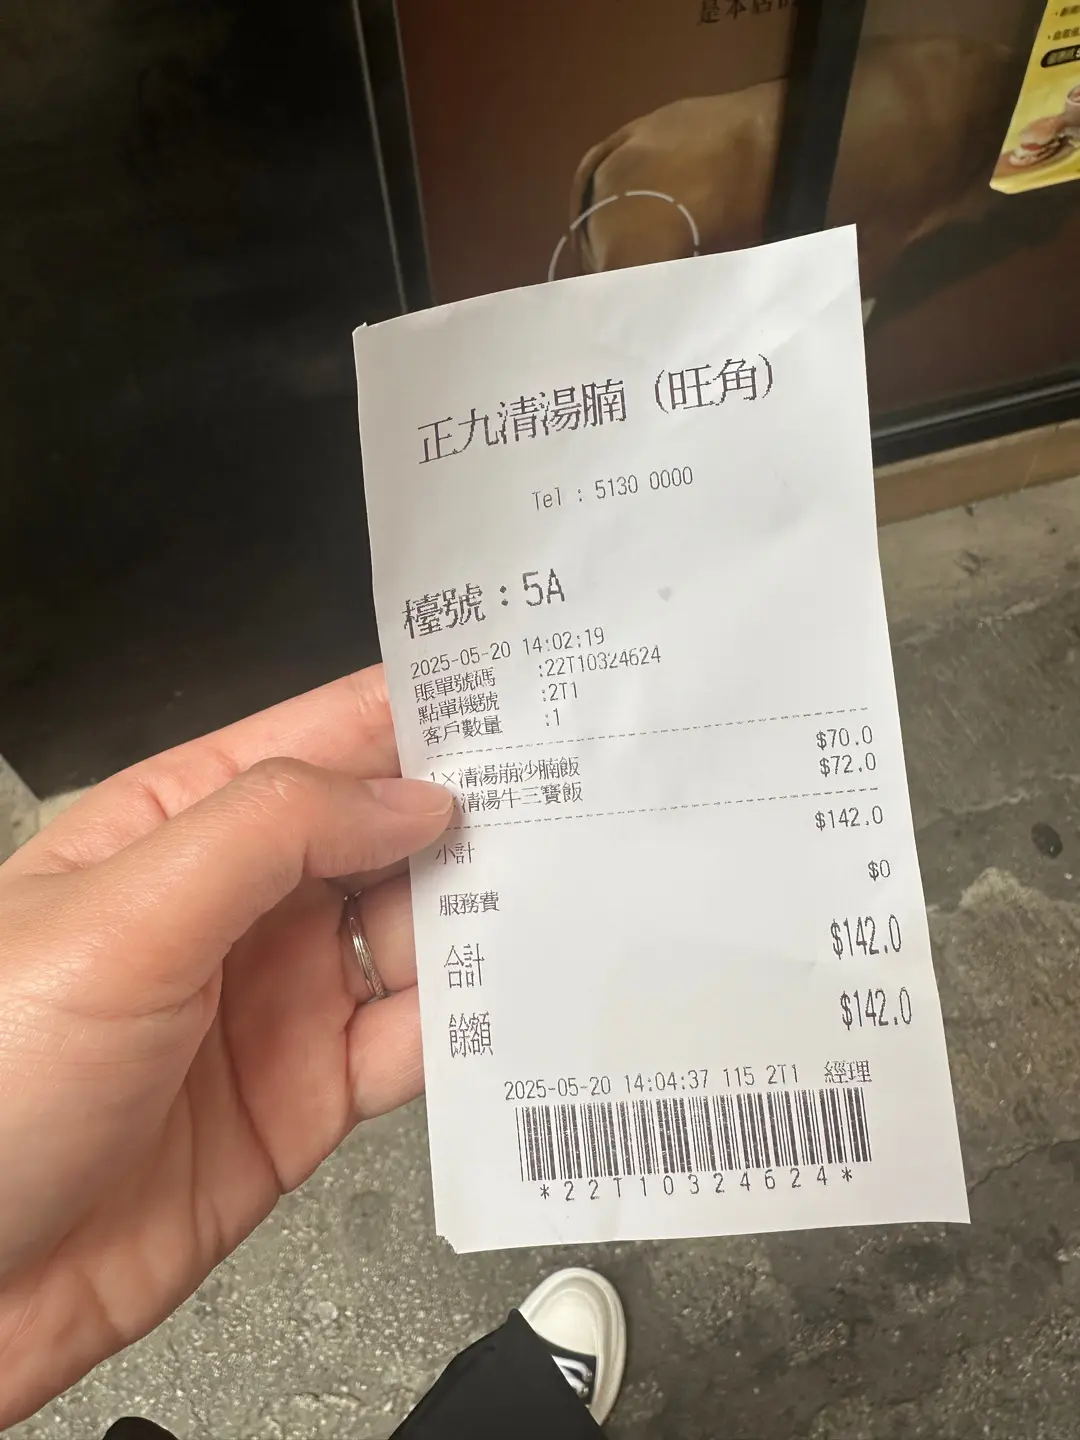 是本店
正九清湯腩（旺角）
Tel : 5130 0000
檯號：5A
2025-05-20 14:02:19
賬單號碼 :22T10324624
點單機號 :2T1
客戶數量 :1
1×清湯崩沙腩飯 $70.0
清湯牛三寶飯 $72.0
小計 $142.0
服務費 $0
合計 $142.0
餘額 $142.0
2025-05-20 14:04:37 115 2T1 經理
*22T10324624*